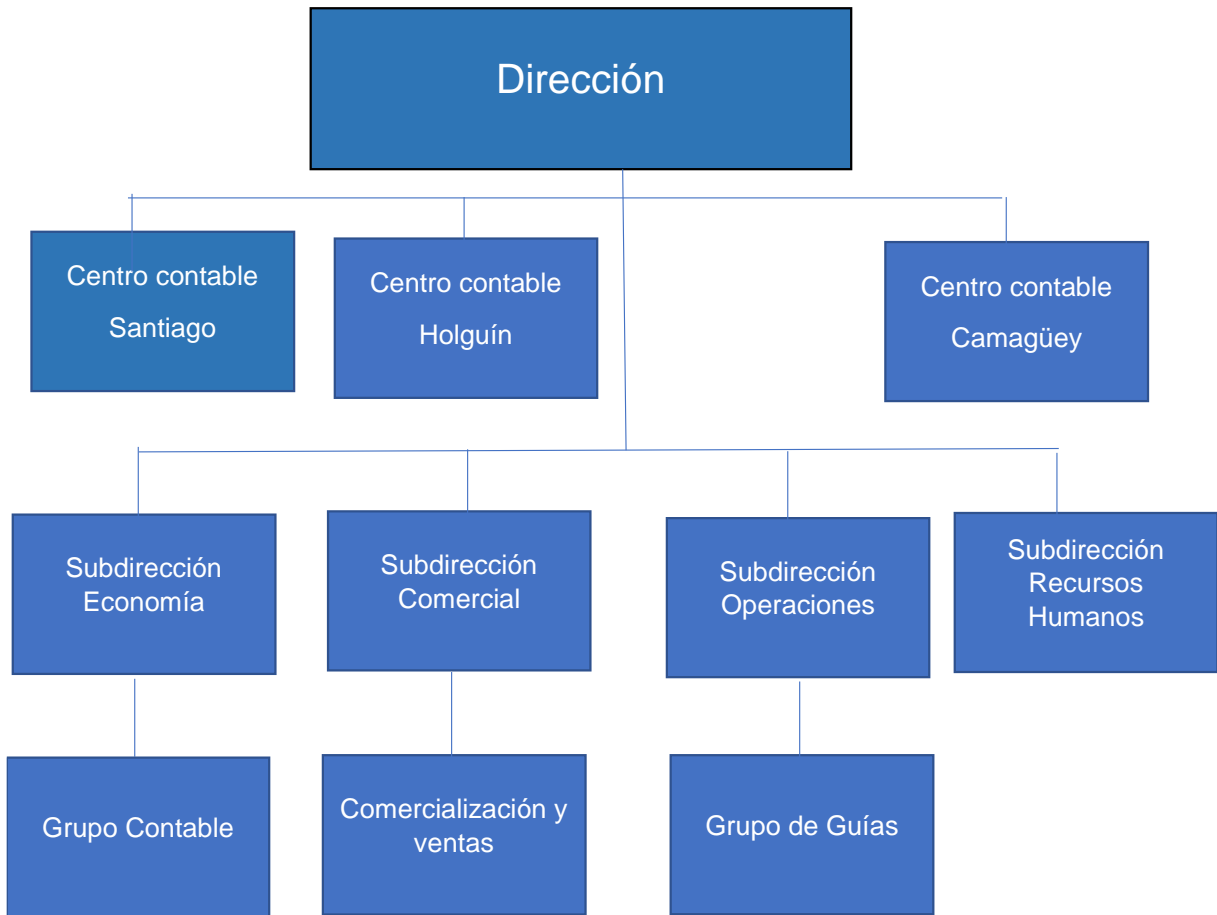 Dirección
Centro contable
Santiago
Centro contable
Holguín
Centro contable
Camagüey
Subdirección
Economía
Subdirección
Comercial
Subdirección
Operaciones
Subdirección
Recursos
Humanos
Grupo Contable
Comercialización y
ventas
Grupo de Guías